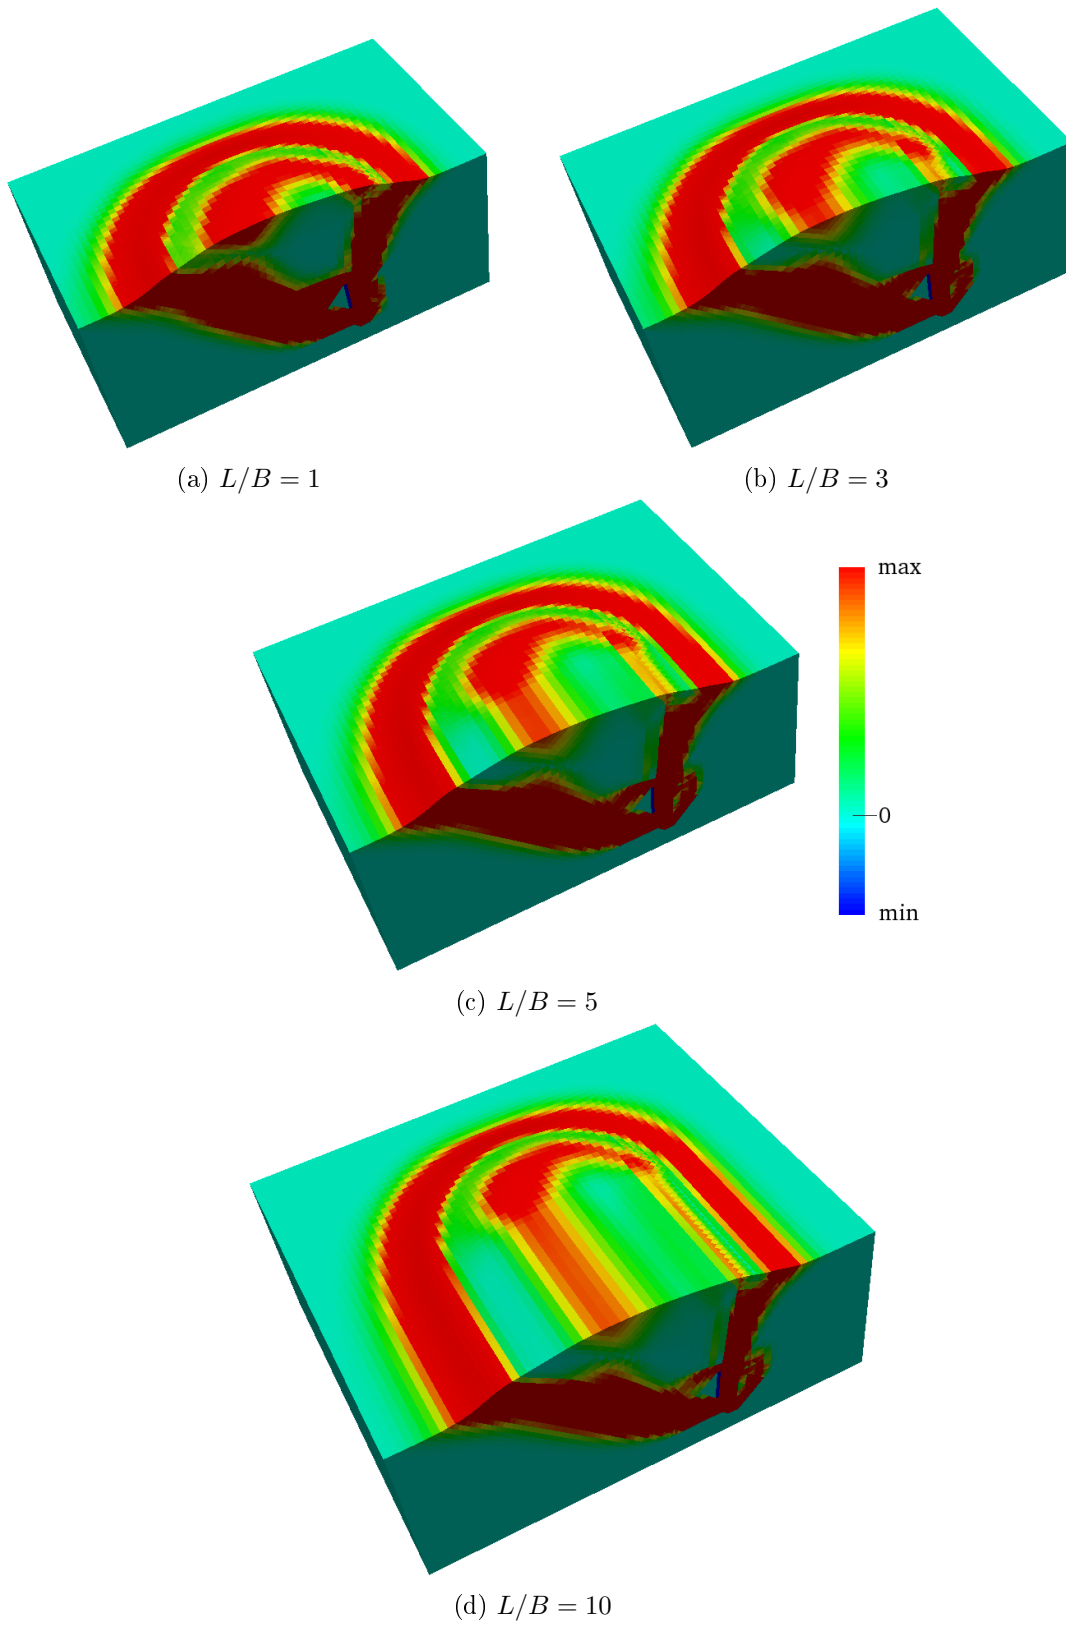 (a) L/B = 1
(b) L/B = 3
max
0
min
(c) L/B = 5
(d) L/B = 10